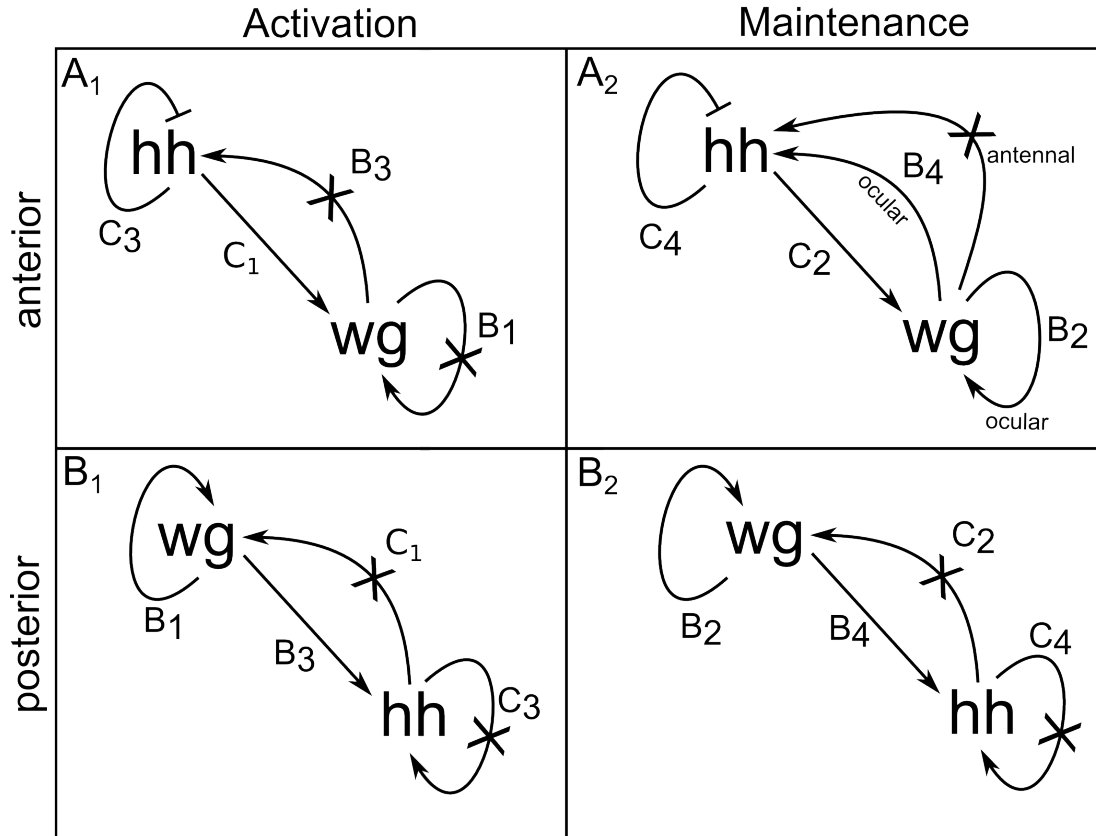 Activation
Maintenance
anterior
A1
hh
B3
C3
C1
wg
B1
A2
hh
antennal
B4
ocular
C4
C2
wg
B2
ocular
posterior
B1
wg
C1
B1
B3
hh
C3
B2
wg
C2
B2
B4
C4
hh